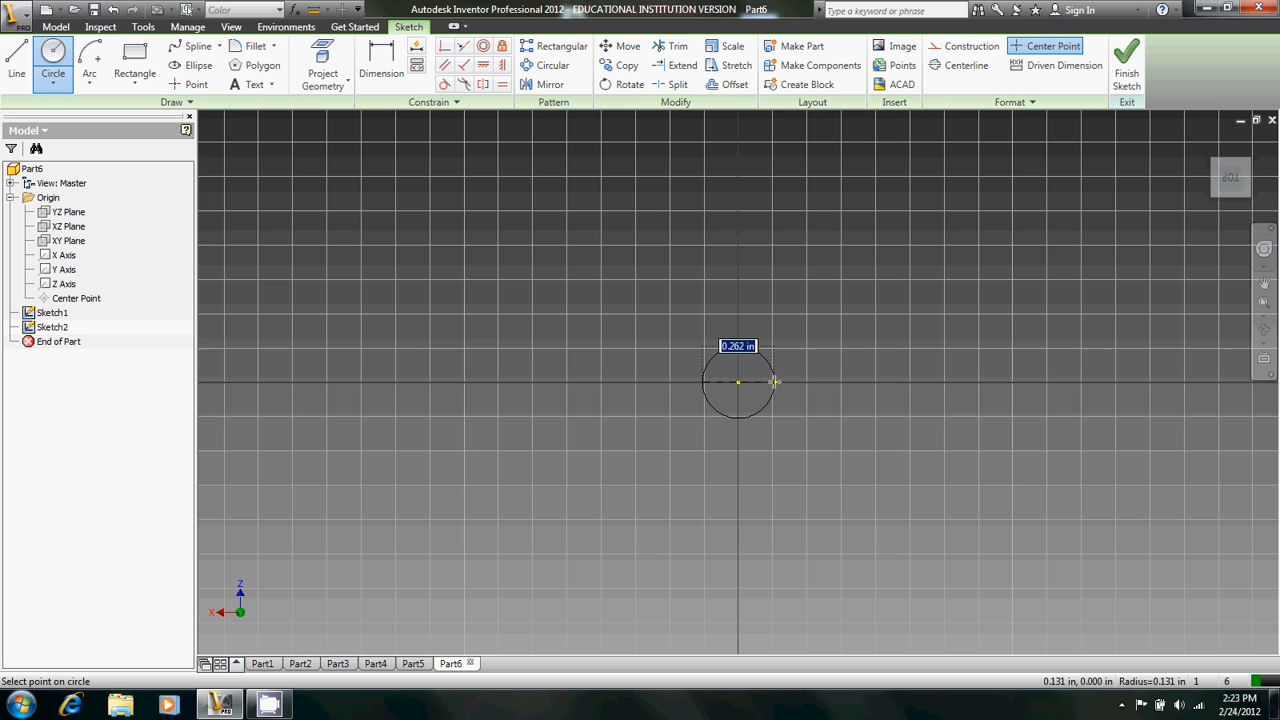 Color
Autodesk Inventor Professional 2012 - EDUCATIONAL INSTITUTION VERSION Part6
Type a keyword or phrase
Sign In
PRO
Home
Annotate
Inspect
Tools
Manage
View
Environments
Get Started
Sketch
Line
Circle
Arc
Rectangle
Spline
Fillet
Ellipse
Polygon
Point
Text
Project
Geometry
Dimension
Rectangular
Circular
Mirror
Move
Trim
Scale
Copy
Extend
Stretch
Rotate
Split
Offset
Make Part
Make Components
Create Block
Image
Points
ACAD
Construction
Centerline
Center Point
Driven Dimension
Finish
Sketch
Draw
Constrain
Pattern
Modify
Layout
Insert
Format
Exit
Model
Part6
View: Master
Origin
YZ Plane
XZ Plane
XY Plane
X Axis
Y Axis
Z Axis
Center Point
Sketch1
Sketch2
End of Part
TOP
0.262 in
Z
X
Part1
Part2
Part3
Part4
Part5
Part6
Select point on circle
0.131 in, 0.000 in Radius=0.131 in 1 6
PRO
2:23 PM
2/24/2012